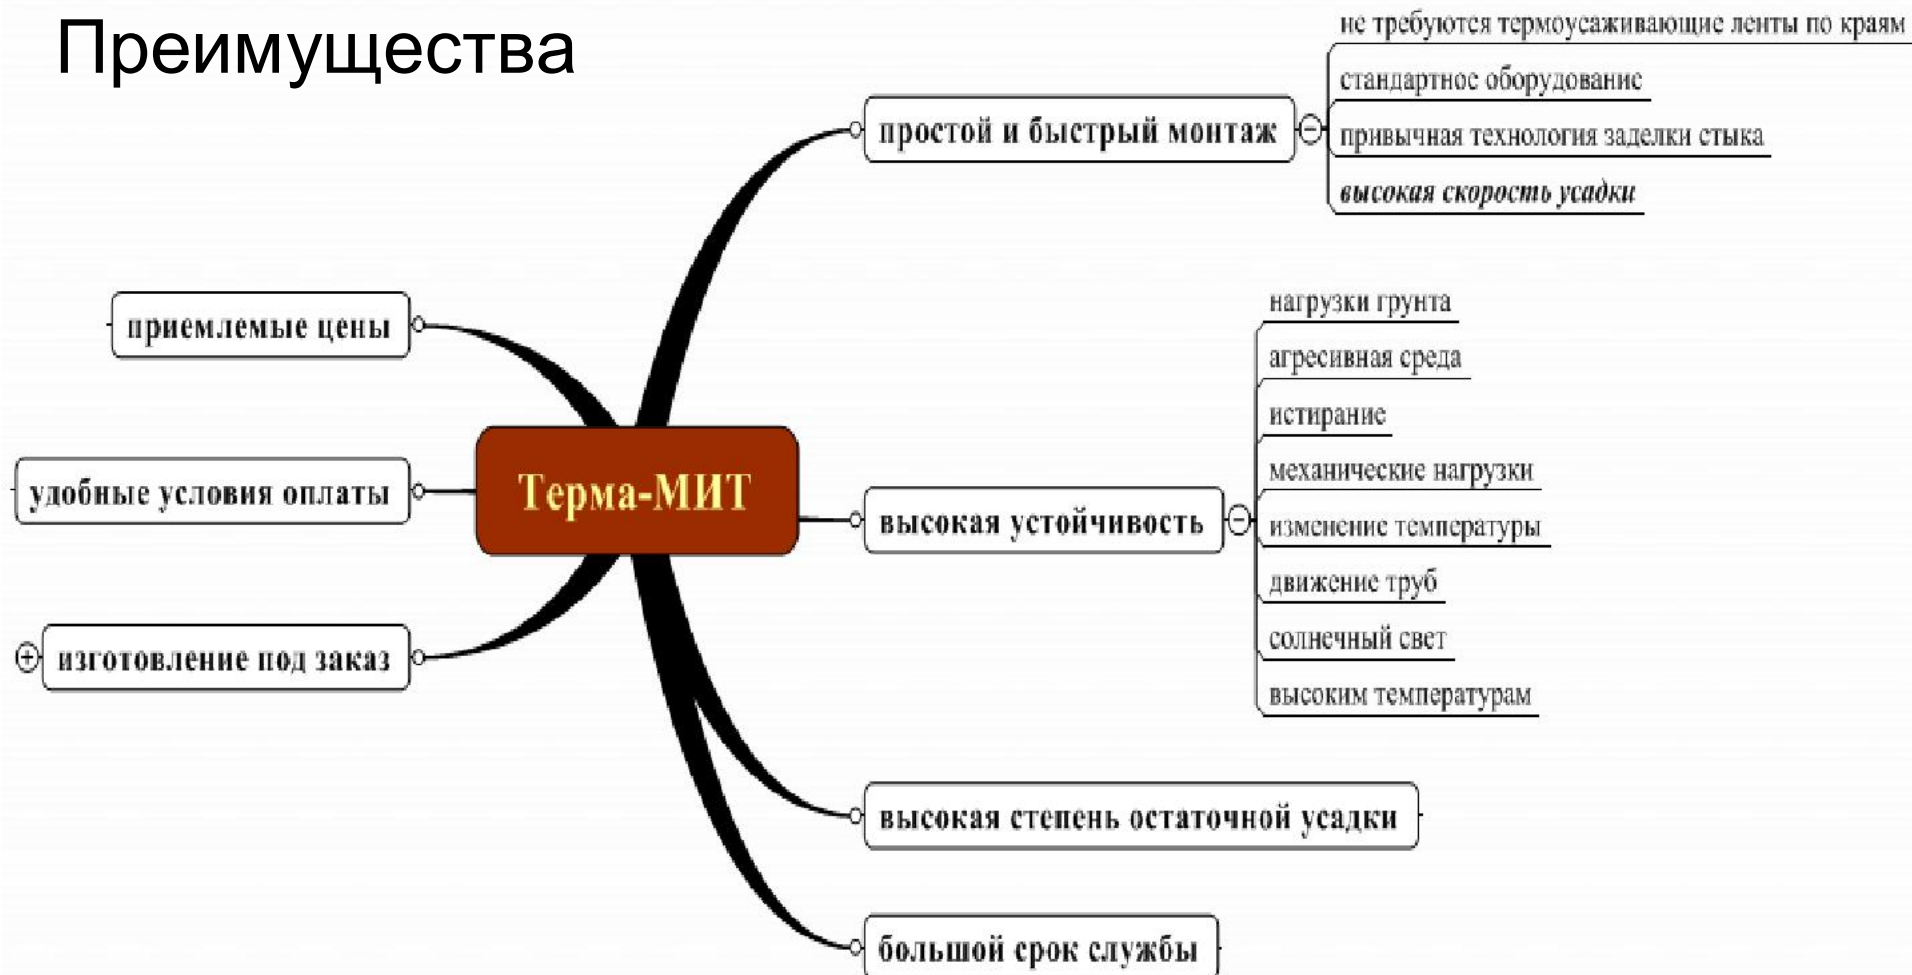 Преимущества
не требуются термоусаживающие ленты по краям
стандартное оборудование
простой и быстрый монтаж
привычная технология заделки стыка
высокая скорость усадки
приемлемые цены
удобные условия оплаты
изготовление под заказ
Терма-МИТ
высокая устойчивость
нагрузки грунта
агресивная среда
истирание
механические нагрузки
изменение температуры
движение труб
солнечный свет
высоким температурам
высокая степень остаточной усадки
большой срок службы